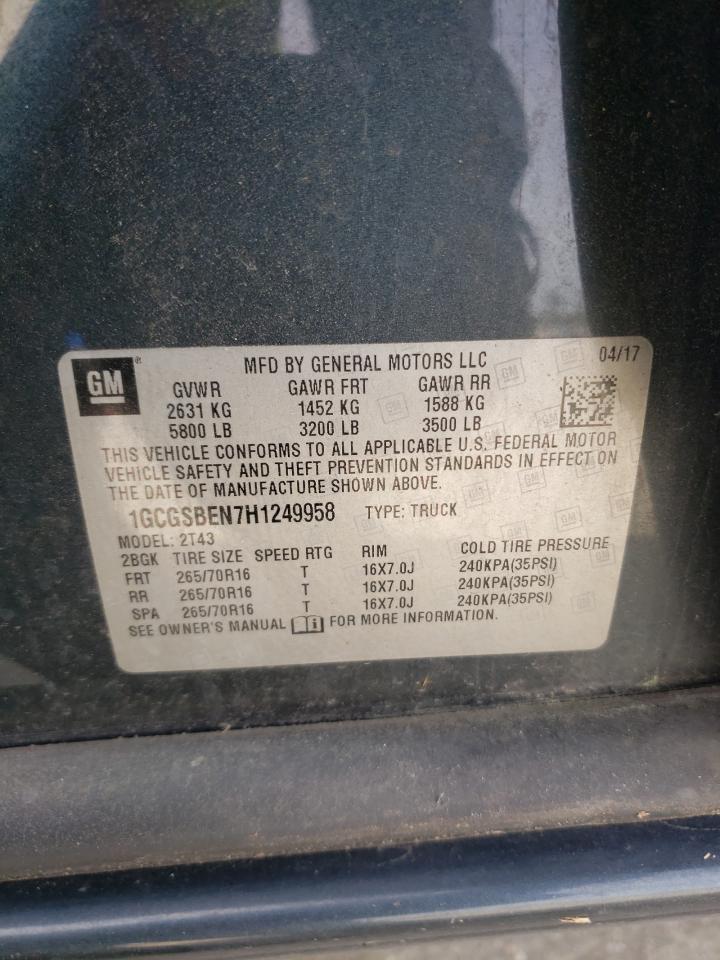 GM
MFD BY GENERAL MOTORS LLC 04/17
GVWR GAWR FRT GAWR RR
2631 KG 1452 KG 1588 KG
5800 LB 3200 LB 3500 LB
THIS VEHICLE CONFORMS TO ALL APPLICABLE U.S. FEDERAL MOTOR
VEHICLE SAFETY AND THEFT PREVENTION STANDARDS IN EFFECT ON
THE DATE OF MANUFACTURE SHOWN ABOVE.
1GCGSBEN7H1249958 TYPE: TRUCK
MODEL: 2T43
2BGK TIRE SIZE SPEED RTG RIM COLD TIRE PRESSURE
FRT 265/70R16 T 16X7.0J 240KPA(35PSI)
RR 265/70R16 T 16X7.0J 240KPA(35PSI)
SPA 265/70R16 T 16X7.0J 240KPA(35PSI)
SEE OWNER'S MANUAL i FOR MORE INFORMATION.